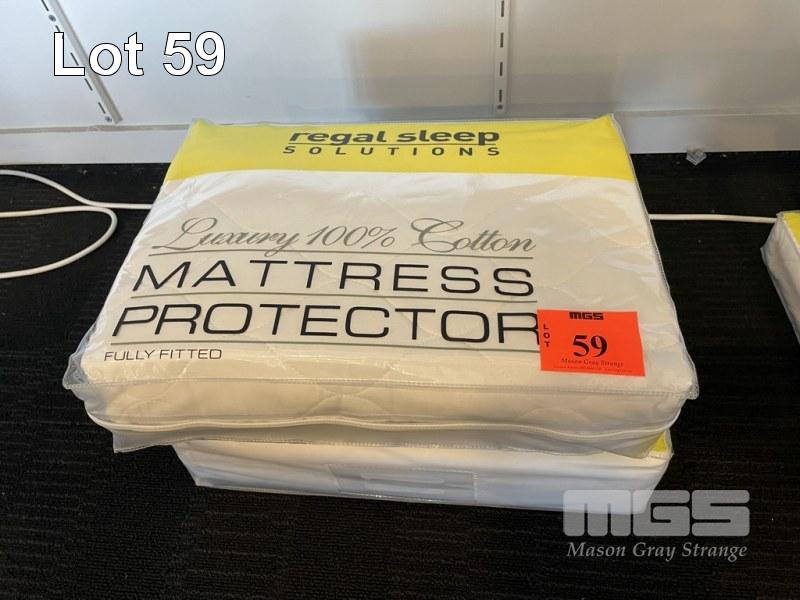 Lot 59
regal sleep
SOLUTIONS
Luxury 100% Cotton
MATTRESS
PROTECTOR
FULLY FITTED
MGS
LOT
59
Mason Gray Strange
MGS
Mason Gray Strange